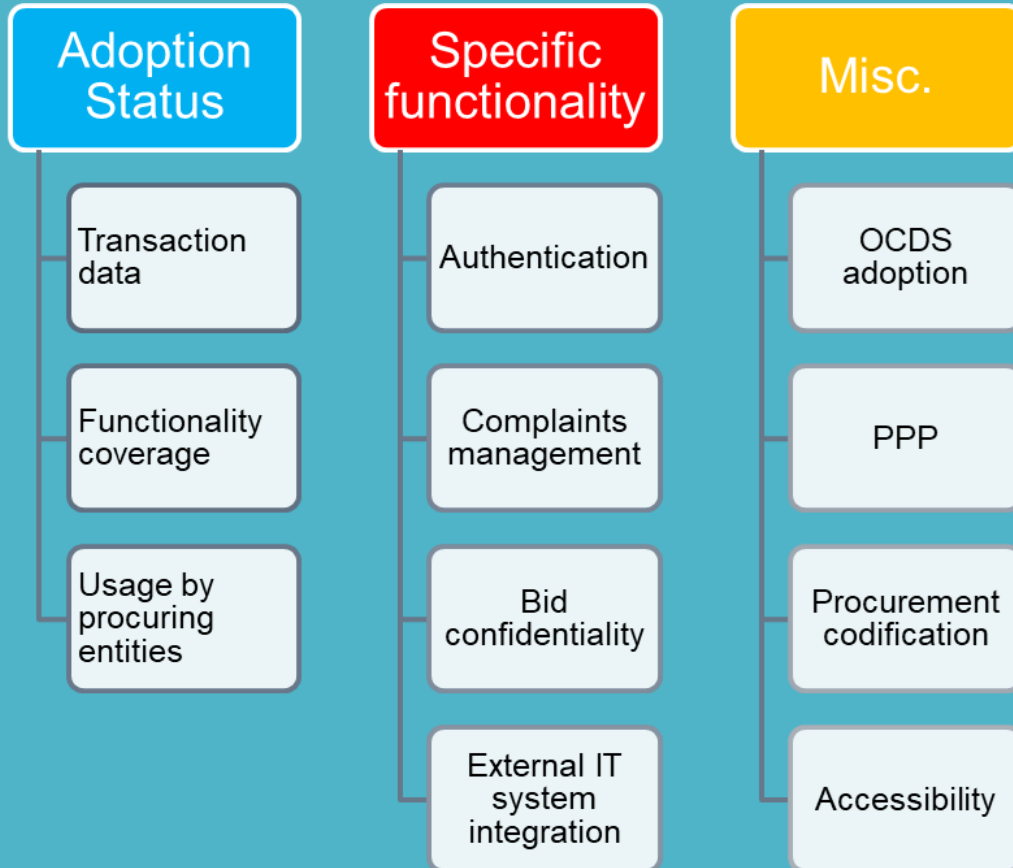 Adoption
Status
Transaction
data
Functionality
coverage
Usage by
procuring
entities
Specific
functionality
Authentication
Complaints
management
Bid
confidentiality
External IT
system
integration
Misc.
OCDS
adoption
PPP
Procurement
codification
Accessibility